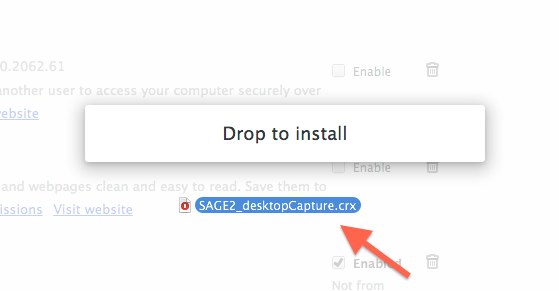 0.2062.61
Enable
another user to access your computer securely over
website
Drop to install
Enable
and webpages clean and easy to read. Save them to
issions Visit website
SAGE2_desktopCapture.crx
Enabled
Not from